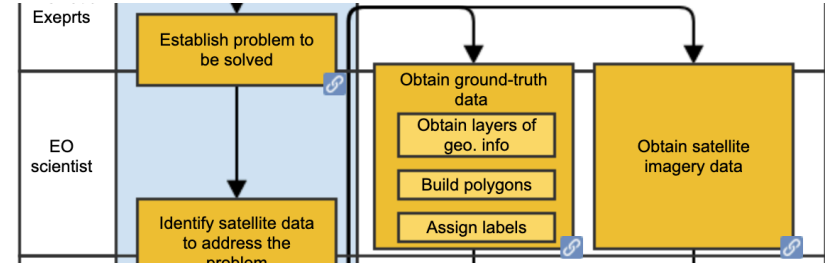 Exeprts
Establish problem to
be solved
Obtain ground-truth
data
Obtain layers of
geo. info
Build polygons
Assign labels
Obtain satellite
imagery data
EO
scientist
Identify satellite data
to address the
problem